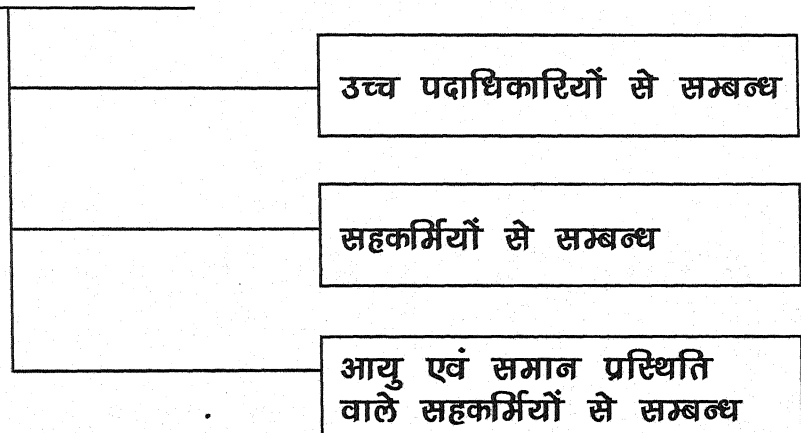 उच्च पदाधिकारियों से सम्बन्ध
सहकर्मियों से सम्बन्ध
आयु एवं समान प्रस्थिति
वाले सहकर्मियों से सम्बन्ध